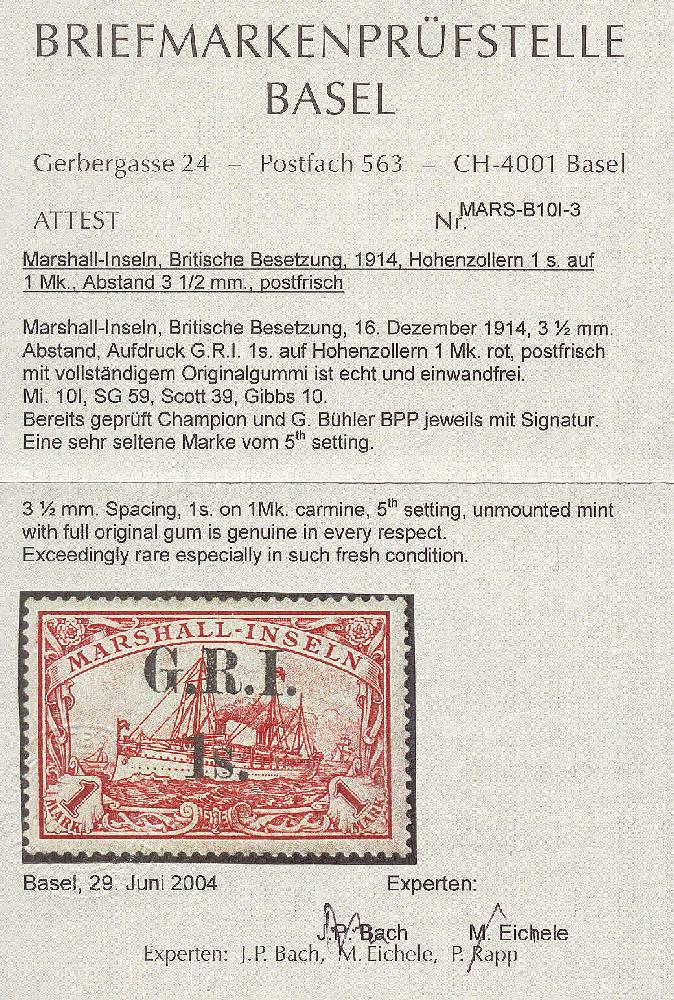 BRIEFMARKENPRÜFSTELLE
BASEL
Gerbergasse 24 – Postfach 563 – CH-4001 Basel
ATTEST Nr. MARS-B10I-3
Marshall-Inseln, Britische Besetzung, 1914, Hohenzollern 1 s. auf
1 Mk., Abstand 3 1/2 mm., postfrisch
Marshall-Inseln, Britische Besetzung, 16. Dezember 1914, 3 ½ mm.
Abstand, Aufdruck G.R.I. 1s. auf Hohenzollern 1 Mk. rot, postfrisch
mit vollständigem Originalgummi ist echt und einwandfrei.
Mi. 10I, SG 59, Scott 39, Gibbs 10.
Bereits geprüft Champion und G. Bühler BPP jeweils mit Signatur.
Eine sehr seltene Marke vom 5th setting.
3 ½ mm. Spacing, 1s. on 1Mk. carmine, 5th setting, unmounted mint
with full original gum is genuine in every respect.
Exceedingly rare especially in such fresh condition.
MARSHALL-INSELN
G.R.I.
1s.
1 MARK 1 MARK
Basel, 29. Juni 2004 Experten:
J.P. Bach M. Eichele
Experten: J.P. Bach, M. Eichele, P. Rapp